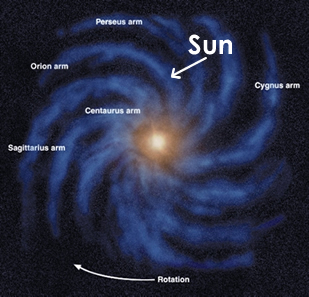 Perseus arm
Sun
Orion arm
Cygnus arm
Centaurus arm
Sagittarius arm
Rotation